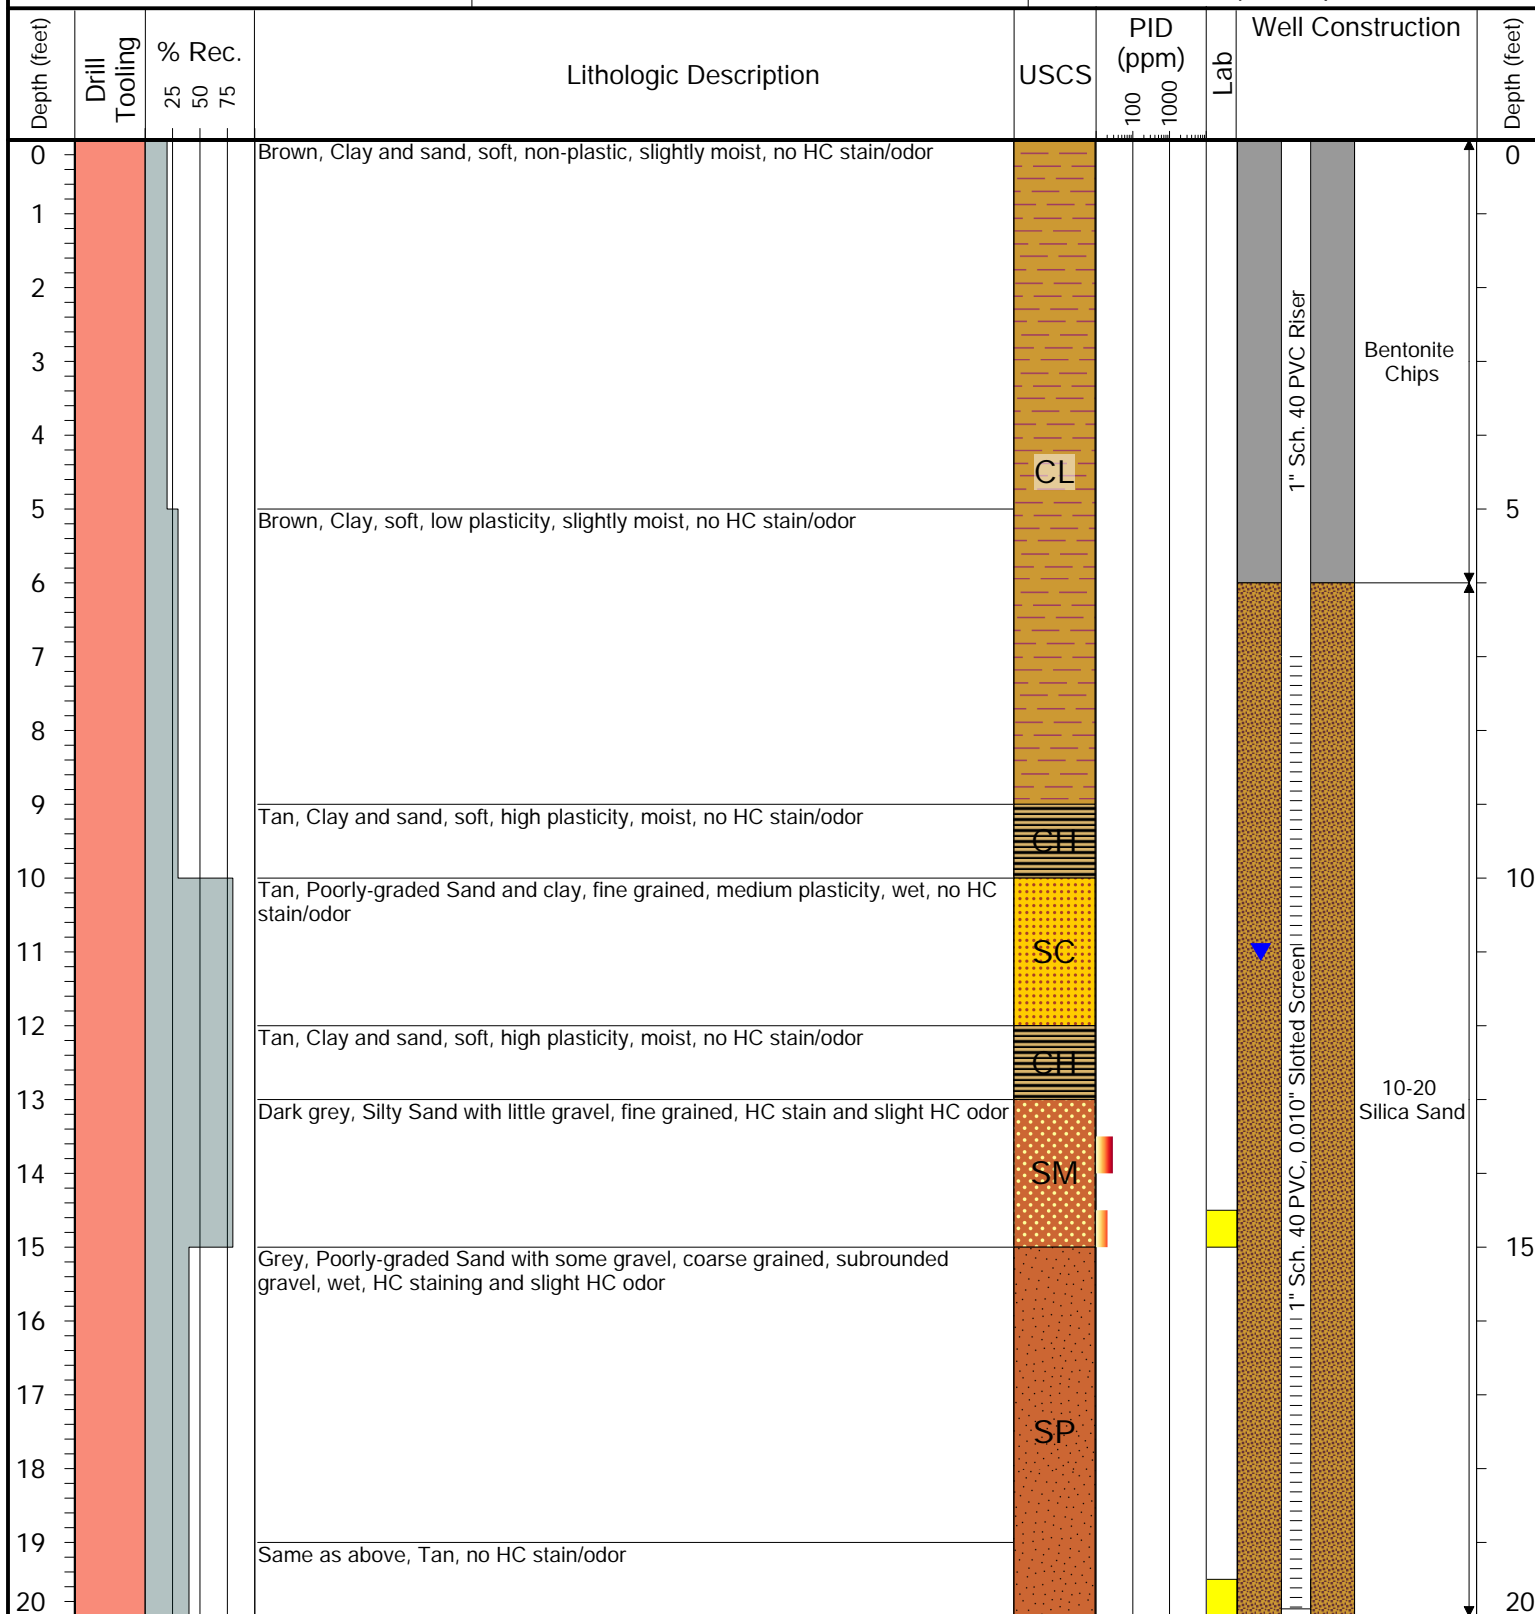 Depth (feet)
Drill
Tooling
% Rec.
25
50
75
Lithologic Description
USCS
PID
(ppm)
100
1000
Lab
Well Construction
Depth (feet)
0
Brown, Clay and sand, soft, non-plastic, slightly moist, no HC stain/odor
0
1
2
1" Sch. 40 PVC Riser
3
Bentonite
Chips
4
CL
5
Brown, Clay, soft, low plasticity, slightly moist, no HC stain/odor
5
6
7
8
9
Tan, Clay and sand, soft, high plasticity, moist, no HC stain/odor
CH
10
Tan, Poorly-graded Sand and clay, fine grained, medium plasticity, wet, no HC
stain/odor
10
11
SC
1" Sch. 40 PVC, 0.010" Slotted Screen
12
Tan, Clay and sand, soft, high plasticity, moist, no HC stain/odor
CH
13
Dark grey, Silty Sand with little gravel, fine grained, HC stain and slight HC odor
10-20
Silica Sand
14
SM
15
Grey, Poorly-graded Sand with some gravel, coarse grained, subrounded
gravel, wet, HC staining and slight HC odor
15
16
17
SP
18
19
Same as above, Tan, no HC stain/odor
20
20